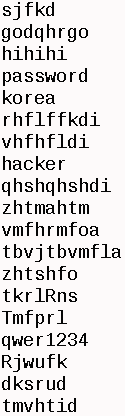 sjfkd
godqhrgo
hihihi
password
korea
rhflffkdi
vhfhfldi
hacker
qhshqhshdi
zhtmahtm
vmfhrmfoa
tbvjtbvmfla
zhtshfo
tkrlRns
Tmfprl
qwer1234
Rjwufk
dksrud
tmvhtid